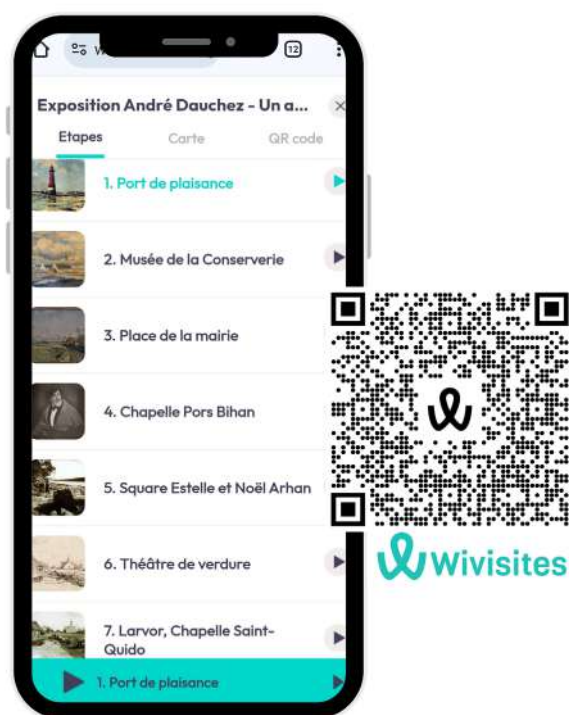 12
Exposition André Dauchez - Un a...
Etapes Carte QR code
1. Port de plaisance
2. Musée de la Conserverie
3. Place de la mairie
4. Chapelle Pors Bihan
5. Square Estelle et Noël Arhan
6. Théâtre de verdure
7. Larvor, Chapelle Saint-
Quido
1. Port de plaisance
Wivisites